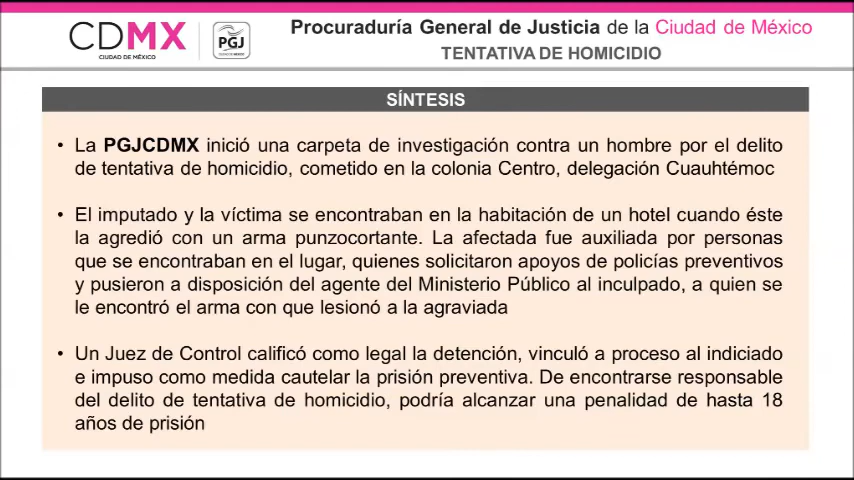 CDMX
CIUDAD DE MÉXICO
PGJ
Procuraduría General de Justicia de la Ciudad de México
TENTATIVA DE HOMICIDIO
SÍNTESIS
• La PGJCDMX inició una carpeta de investigación contra un hombre por el delito
de tentativa de homicidio, cometido en la colonia Centro, delegación Cuauhtémoc
• El imputado y la víctima se encontraban en la habitación de un hotel cuando éste
la agredió con un arma punzocortante. La afectada fue auxiliada por personas
que se encontraban en el lugar, quienes solicitaron apoyos de policías preventivos
y pusieron a disposición del agente del Ministerio Público al inculpado, a quien se
le encontró el arma con que lesionó a la agraviada
• Un Juez de Control calificó como legal la detención, vinculó a proceso al indiciado
e impuso como medida cautelar la prisión preventiva. De encontrarse responsable
del delito de tentativa de homicidio, podría alcanzar una penalidad de hasta 18
años de prisión